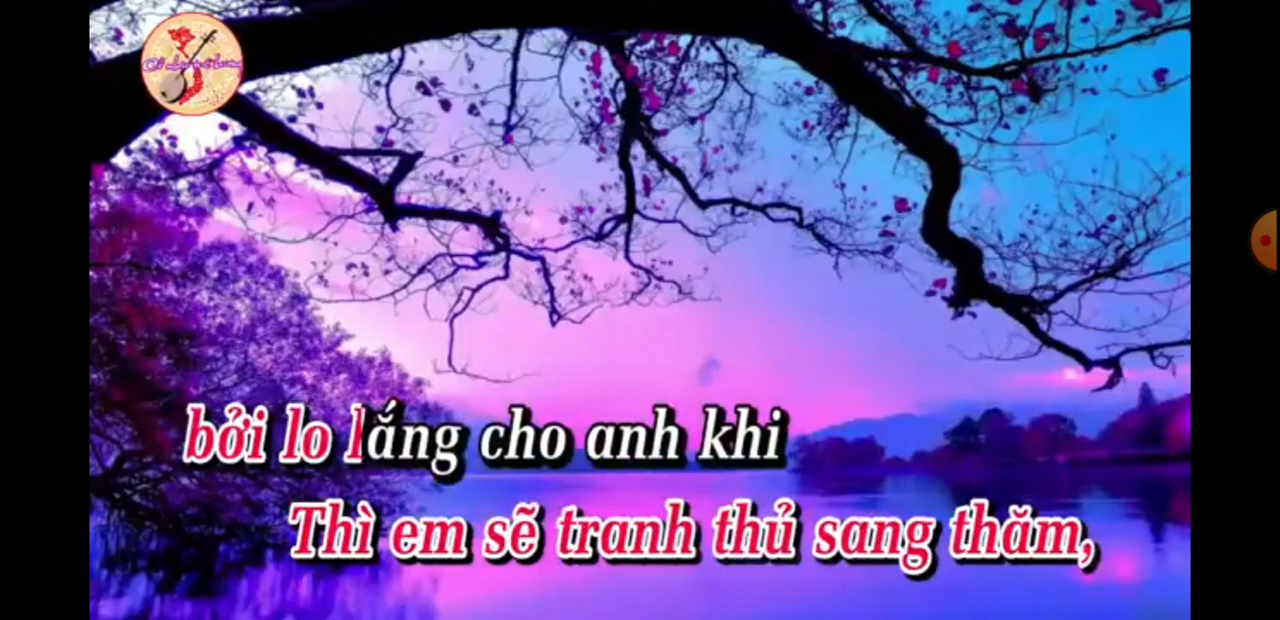 bởi lo lắng cho anh khi
Thì em sẽ tranh thủ sang thăm,